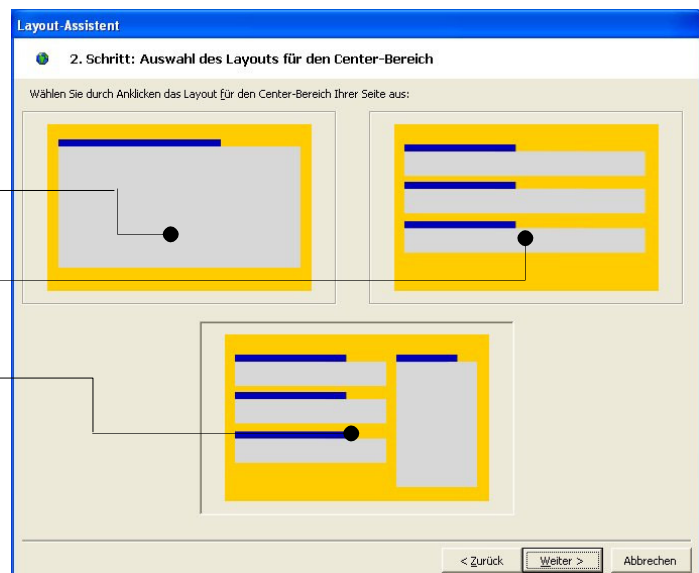 Layout-Assistent
2. Schritt: Auswahl des Layouts für den Center-Bereich
Wählen Sie durch Anklicken das Layout für den Center-Bereich Ihrer Seite aus:
< Zurück Weiter > Abbrechen